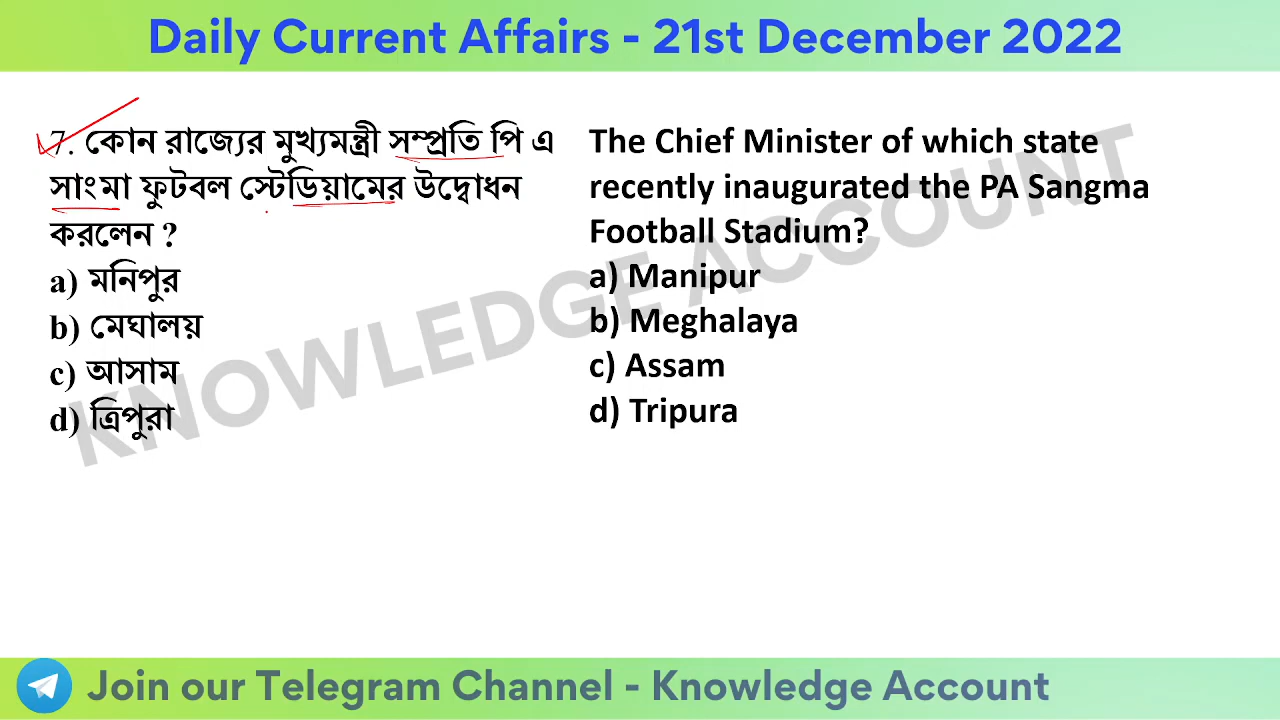 Daily Current Affairs - 21st December 2022
7. কোন রাজ্যের মুখ্যমন্ত্রী সম্প্রতি পি এ
সাংমা ফুটবল স্টেডিয়ামের উদ্বোধন
করলেন ?
a) মনিপুর
b) মেঘালয়
c) আসাম
d) ত্রিপুরা
The Chief Minister of which state
recently inaugurated the PA Sangma
Football Stadium?
a) Manipur
b) Meghalaya
c) Assam
d) Tripura
KNOWLEDGE ACCOUNT
Join our Telegram Channel - Knowledge Account